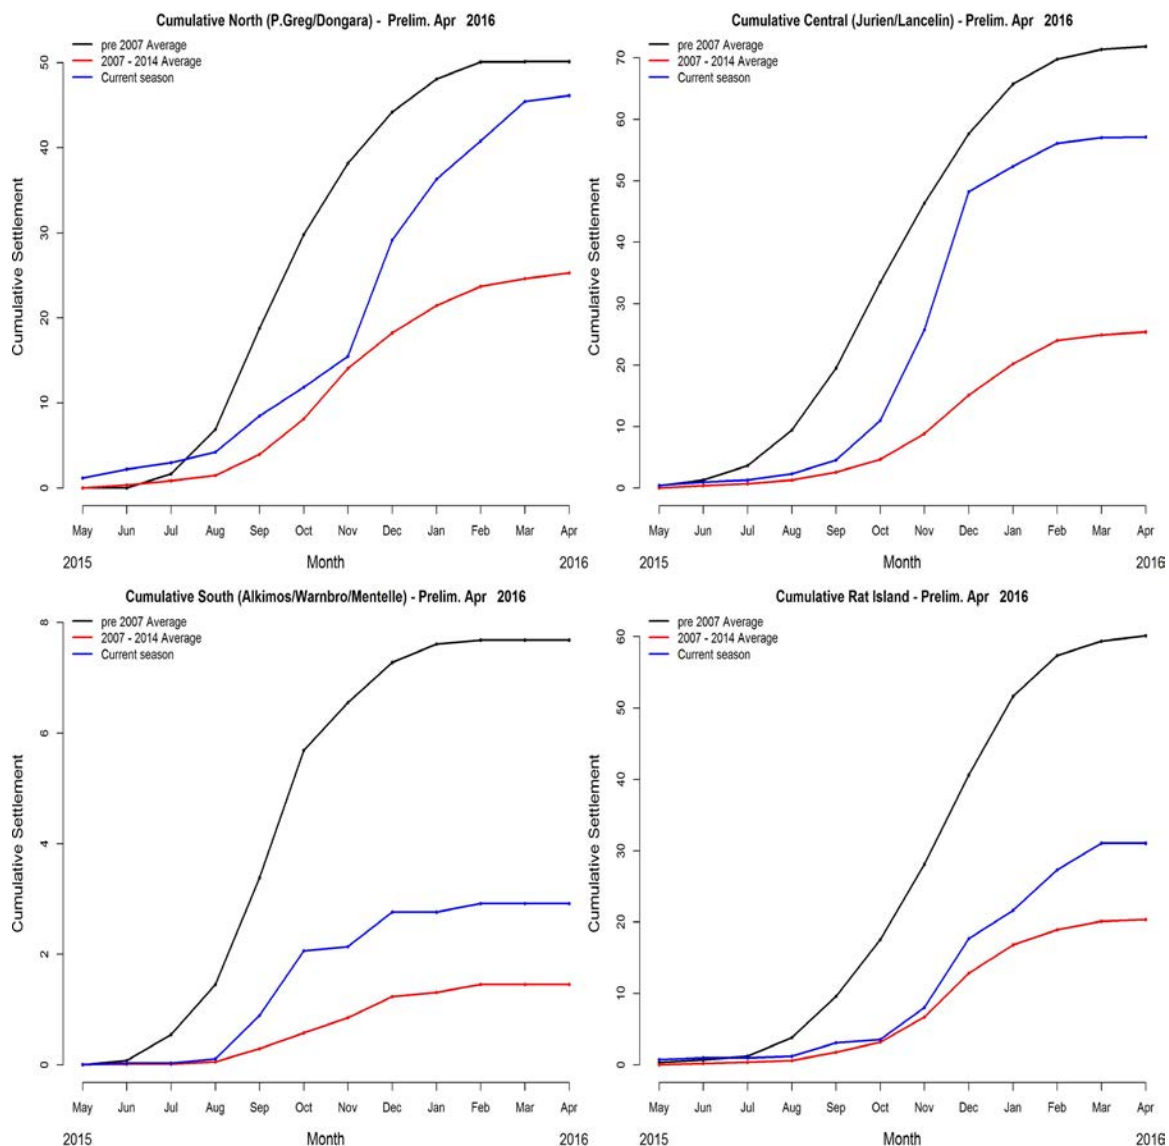 Cumulative North (P.Greg/Dongara) - Prelim. Apr 2016
pre 2007 Average
2007 - 2014 Average
Current season
Cumulative Settlement
50
40
30
20
10
0
May Jun Jul Aug Sep Oct Nov Dec Jan Feb Mar Apr
2015 Month 2016
Cumulative Central (Jurien/Lancelin) - Prelim. Apr 2016
pre 2007 Average
2007 - 2014 Average
Current season
Cumulative Settlement
70
60
50
40
30
20
10
0
May Jun Jul Aug Sep Oct Nov Dec Jan Feb Mar Apr
2015 Month 2016
Cumulative South (Alkimos/Warnbro/Mentelle) - Prelim. Apr 2016
pre 2007 Average
2007 - 2014 Average
Current season
Cumulative Settlement
8
6
4
2
0
May Jun Jul Aug Sep Oct Nov Dec Jan Feb Mar Apr
2015 Month 2016
Cumulative Rat Island - Prelim. Apr 2016
pre 2007 Average
2007 - 2014 Average
Current season
Cumulative Settlement
60
50
40
30
20
10
0
May Jun Jul Aug Sep Oct Nov Dec Jan Feb Mar Apr
2015 Month 2016